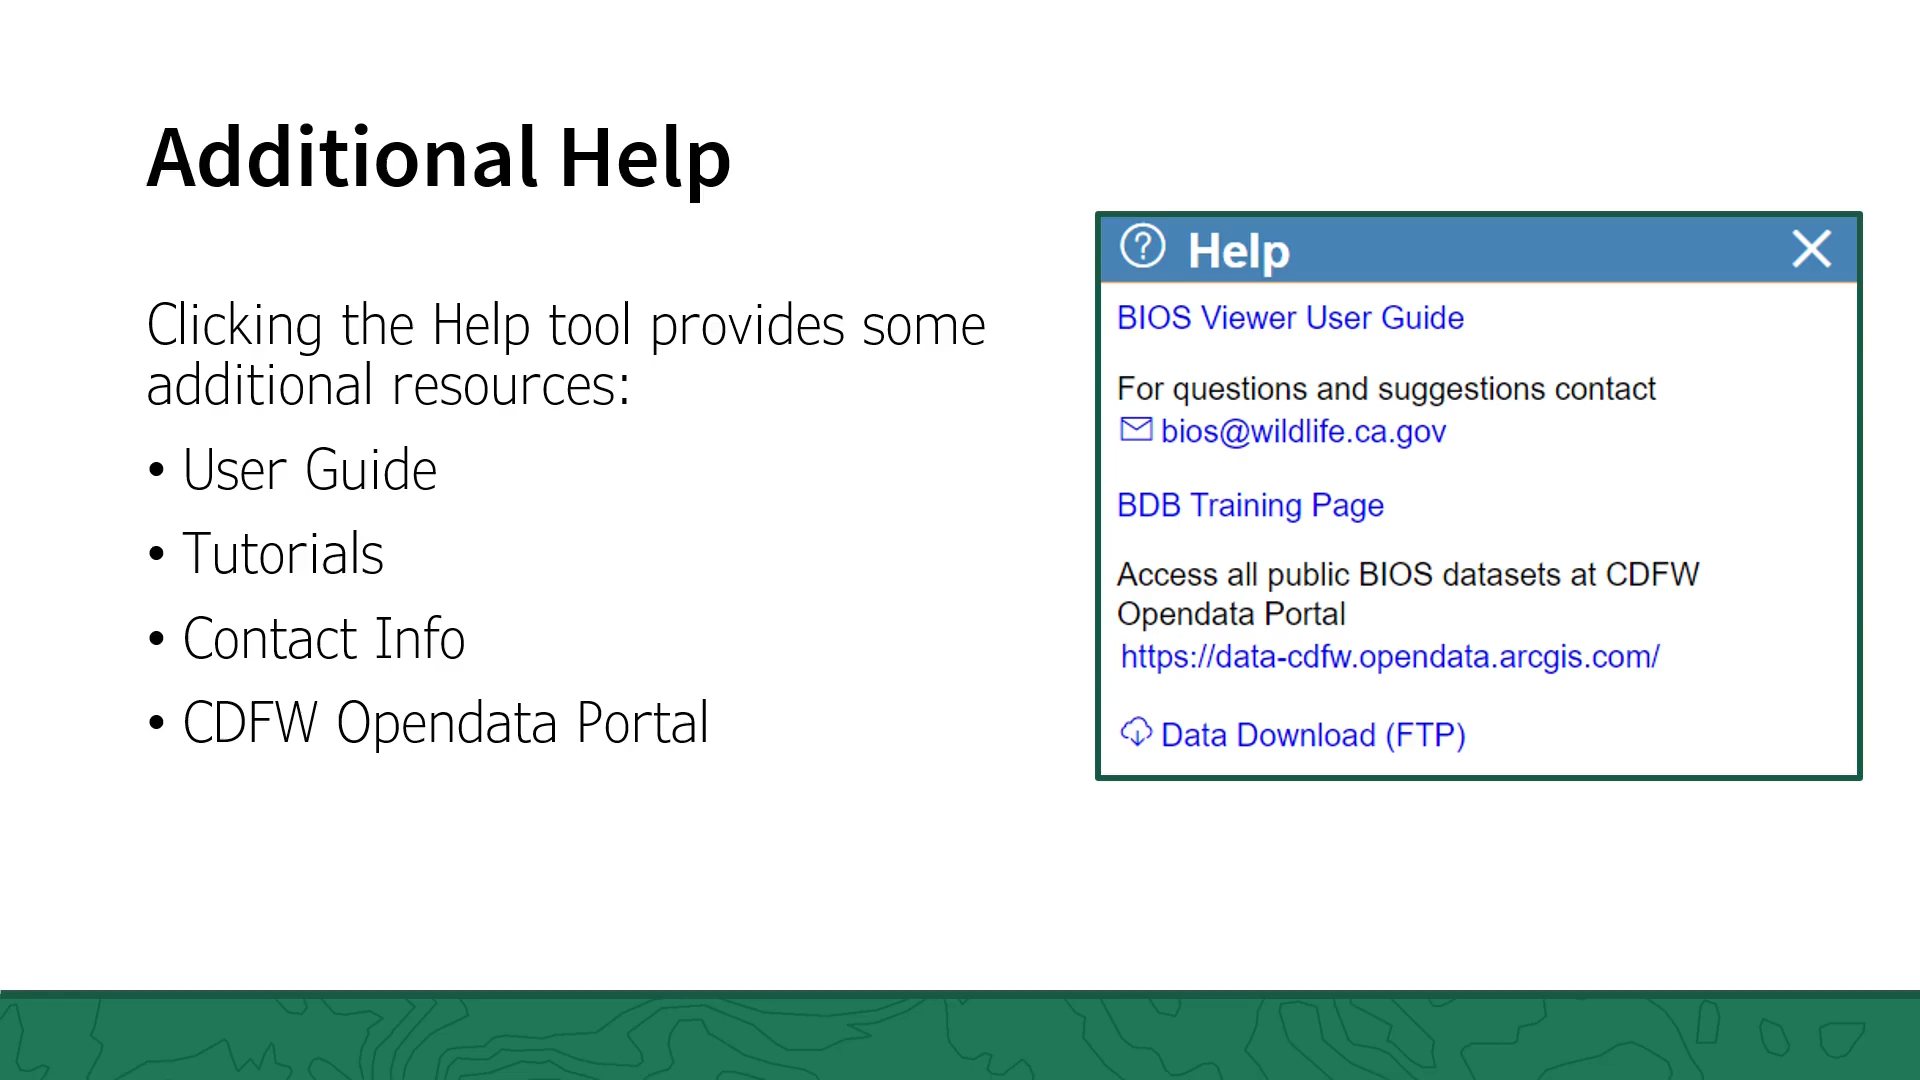 Additional Help
Clicking the Help tool provides some
additional resources:
• User Guide
• Tutorials
• Contact Info
• CDFW Opendata Portal
Help
BIOS Viewer User Guide
For questions and suggestions contact
bios@wildlife.ca.gov
BDB Training Page
Access all public BIOS datasets at CDFW
Opendata Portal
https://data-cdfw.opendata.arcgis.com/
Data Download (FTP)